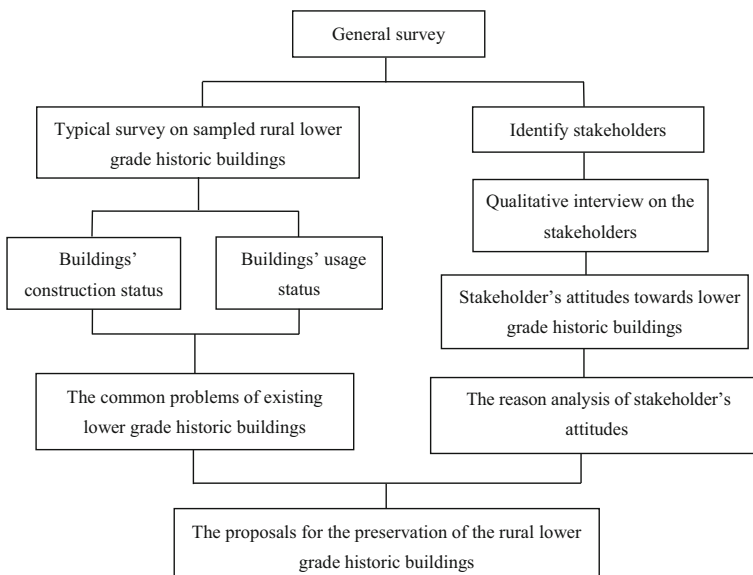 General survey
Typical survey on sampled rural lower
grade historic buildings
Identify stakeholders
Qualitative interview on the
stakeholders
Buildings’
construction status
Buildings’ usage
status
Stakeholder’s attitudes towards lower
grade historic buildings
The common problems of existing
lower grade historic buildings
The reason analysis of stakeholder’s
attitudes
The proposals for the preservation of the rural lower
grade historic buildings